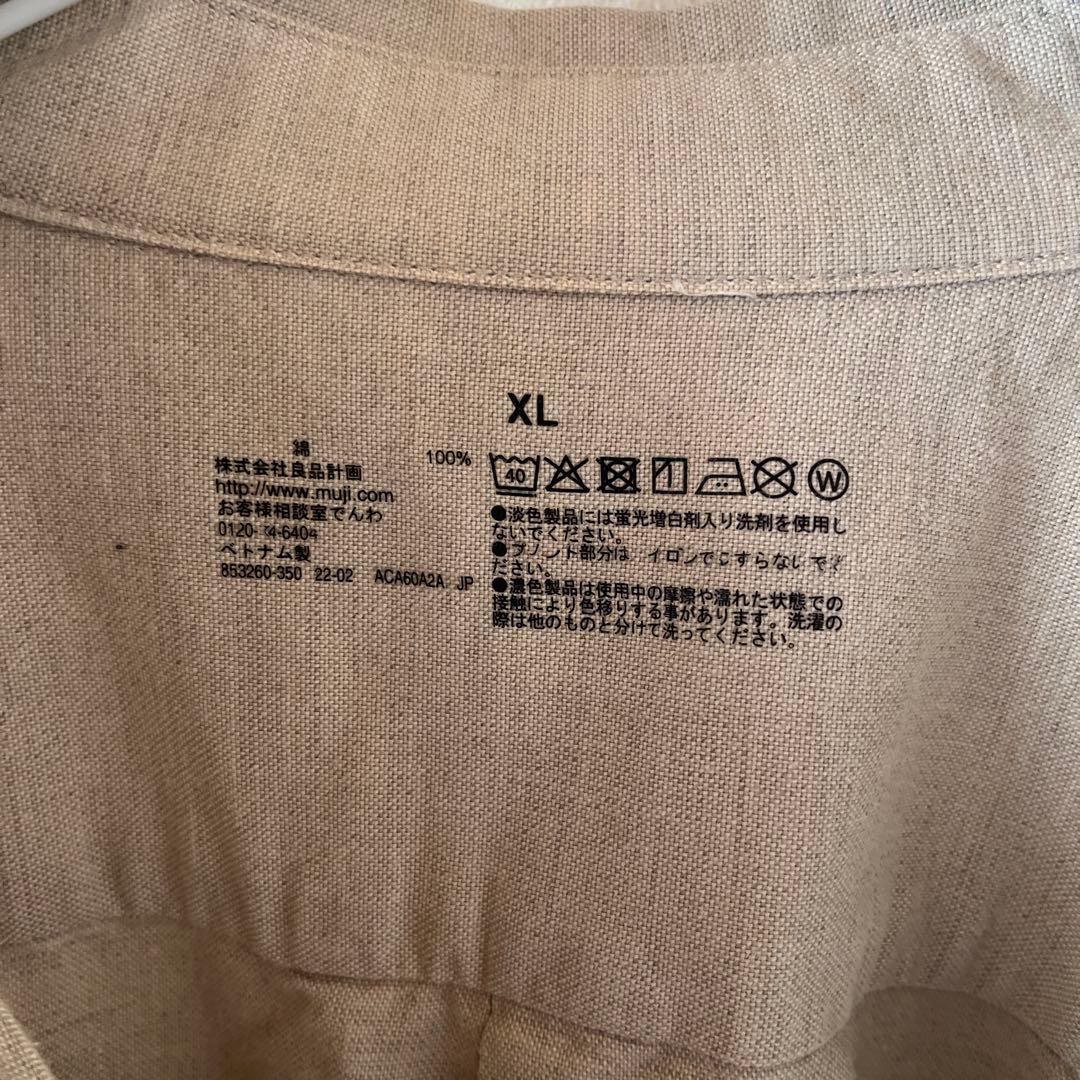 XL
綿 100%
株式会社良品計画
http://www.muji.com
お客様相談室でんわ
0120- 4-6404
ベトナム製
853260-350 22-02 ACA60A2A JP
40
W
●淡色製品には蛍光増白剤入り洗剤を使用し
ないでください。
●プリント部分は、アイロンでこすらないでく
ださい。
●濃色製品は使用中の摩擦や濡れた状態での
接触により色移りする事があります。洗濯の
際は他のものと分けて洗ってください。